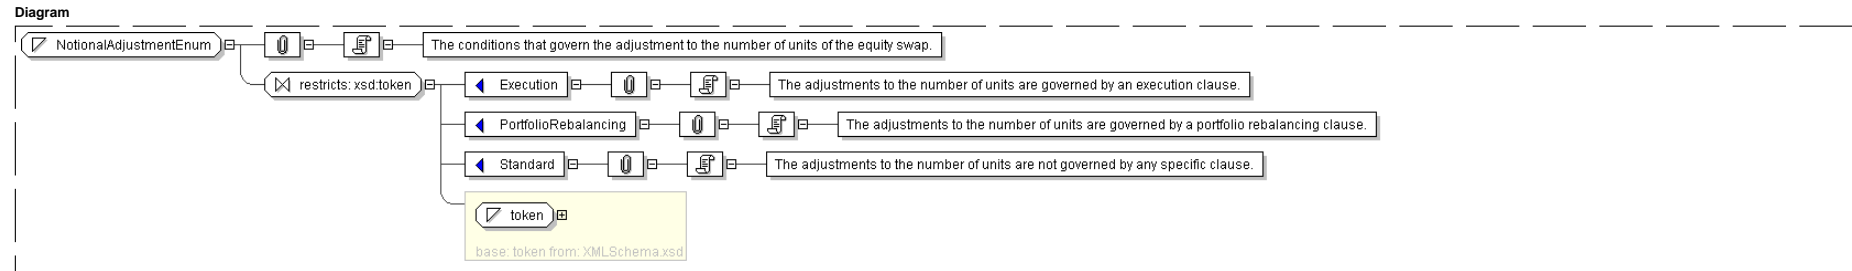 Diagram
NotionalAdjustmentEnum
The conditions that govern the adjustment to the number of units of the equity swap.
restricts: xsd:token
Execution
The adjustments to the number of units are governed by an execution clause.
PortfolioRebalancing
The adjustments to the number of units are governed by a portfolio rebalancing clause.
Standard
The adjustments to the number of units are not governed by any specific clause.
token
base: token from: XMLSchema.xsd